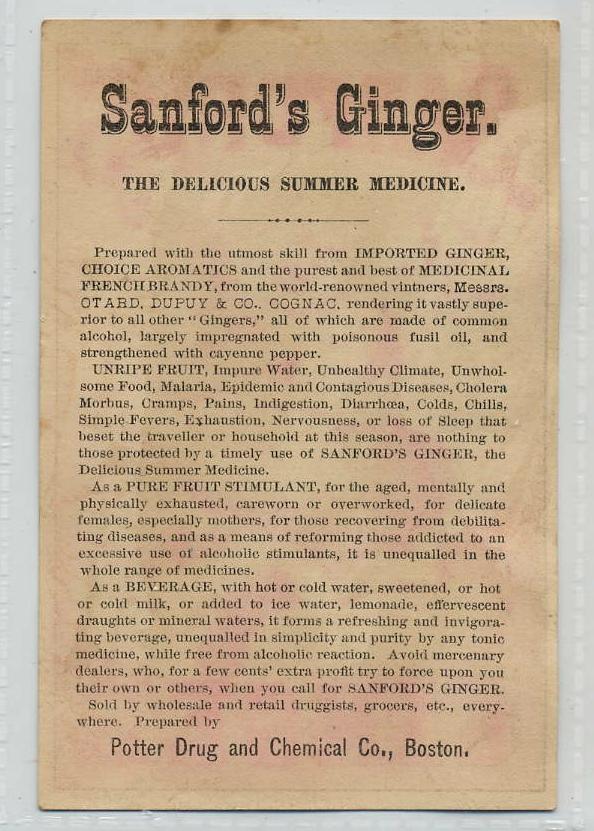 Sanford's Ginger.
THE DELICIOUS SUMMER MEDICINE.
Prepared with the utmost skill from IMPORTED GINGER,
CHOICE AROMATICS and the purest and best of MEDICINAL
FRENCH BRANDY, from the world-renowned vintners, Messrs.
OTARD, DUPUY & CO., COGNAC, rendering it vastly supe-
rior to all other "Gingers," all of which are made of common
alcohol, largely impregnated with poisonous fusil oil, and
strengthened with cayenne pepper.
UNRIPE FRUIT, Impure Water, Unhealthy Climate, Unwhol-
some Food, Malaria, Epidemic and Contagious Diseases, Cholera
Morbus, Cramps, Pains, Indigestion, Diarrhœa, Colds, Chills,
Simple Fevers, Exhaustion, Nervousness, or loss of Sleep that
beset the traveller or household at this season, are nothing to
those protected by a timely use of SANFORD'S GINGER, the
Delicious Summer Medicine.
As a PURE FRUIT STIMULANT, for the aged, mentally and
physically exhausted, careworn or overworked, for delicate
females, especially mothers, for those recovering from debilita-
ting diseases, and as a means of reforming those addicted to an
excessive use of alcoholic stimulants, it is unequalled in the
whole range of medicines.
As a BEVERAGE, with hot or cold water, sweetened, or hot
or cold milk, or added to ice water, lemonade, effervescent
draughts or mineral waters, it forms a refreshing and invigora-
ting beverage, unequalled in simplicity and purity by any tonic
medicine, while free from alcoholic reaction. Avoid mercenary
dealers, who, for a few cents' extra profit try to force upon you
their own or others, when you call for SANFORD'S GINGER.
Sold by wholesale and retail druggists, grocers, etc., every-
where. Prepared by
Potter Drug and Chemical Co., Boston.